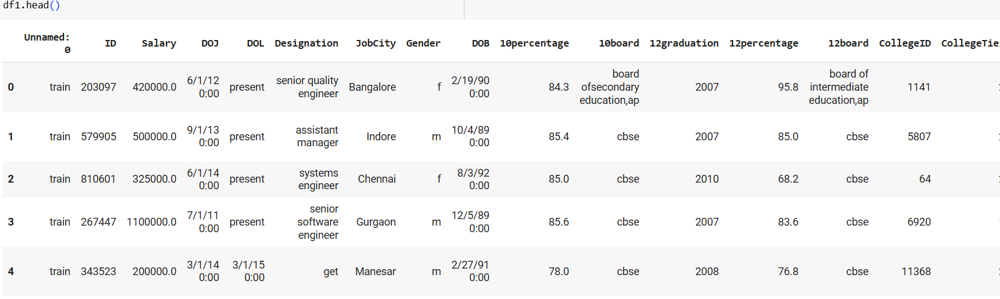 df1.head()
Unnamed: 0 ID Salary DOJ DOL Designation JobCity Gender DOB 10percentage 10board 12graduation 12percentage 12board CollegeID CollegeTier
0 train 203097 420000.0 6/1/12 0:00 present senior quality engineer Bangalore f 2/19/90 0:00 84.3 board ofsecondary education,ap 2007 95.8 board of intermediate education,ap 1141
1 train 579905 500000.0 9/1/13 0:00 present assistant manager Indore m 10/4/89 0:00 85.4 cbse 2007 85.0 cbse 5807
2 train 810601 325000.0 6/1/14 0:00 present systems engineer Chennai f 8/3/92 0:00 85.0 cbse 2010 68.2 cbse 64
3 train 267447 1100000.0 7/1/11 0:00 present senior software engineer Gurgaon m 12/5/89 0:00 85.6 cbse 2007 83.6 cbse 6920
4 train 343523 200000.0 3/1/14 0:00 3/1/15 0:00 get Manesar m 2/27/91 0:00 78.0 cbse 2008 76.8 cbse 11368